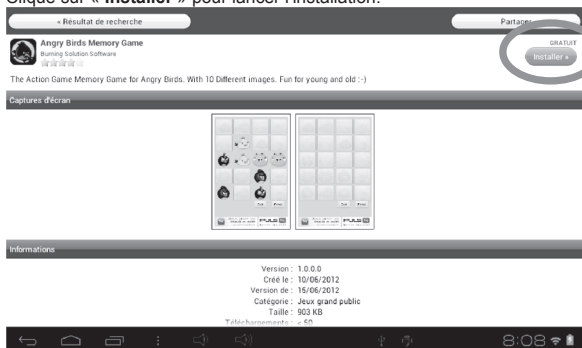 Clique sur « Installer » pour lancer l'installation.
« Résultat de recherche
Partager
Angry Birds Memory Game
Burning Solution Software
GRATUIT
Installer »
The Action Game Memory Game for Angry Birds. With 10 Different images. Fun for young and old :-)
Captures d'écran
Informations
Version : 1.0.0.0
Créé le : 10/06/2012
Version de : 15/06/2012
Catégorie : Jeux grand public
Taille : 903 KB
Téléchargements : < 50
8:08